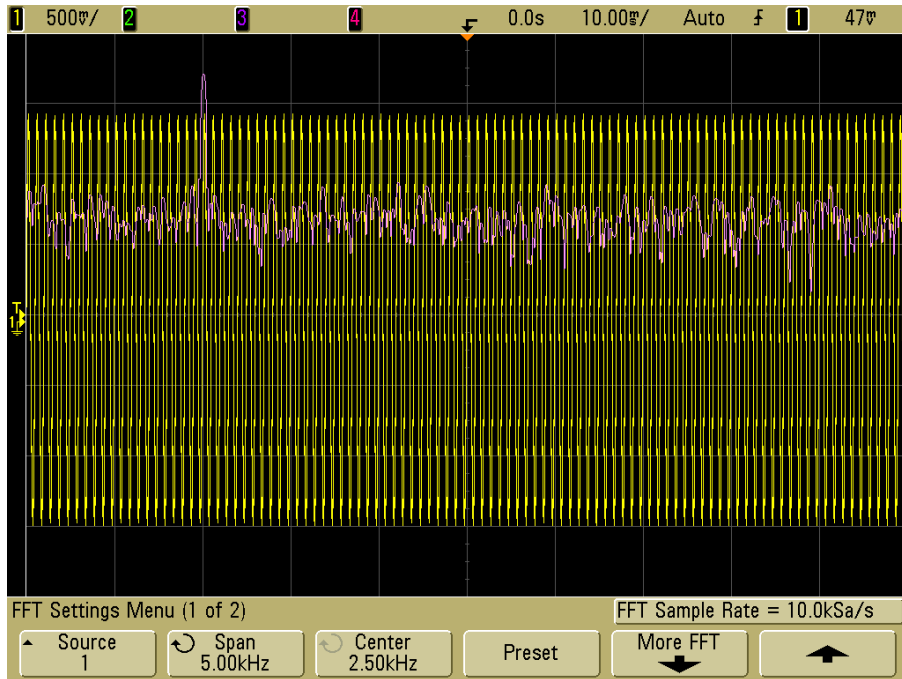 1 500mV/ 2 3 4 0.0s 10.00ms/ Auto 1 47mV
T
1
FFT Settings Menu (1 of 2) FFT Sample Rate = 10.0kSa/s
Source Span Center Preset More FFT
1 5.00kHz 2.50kHz